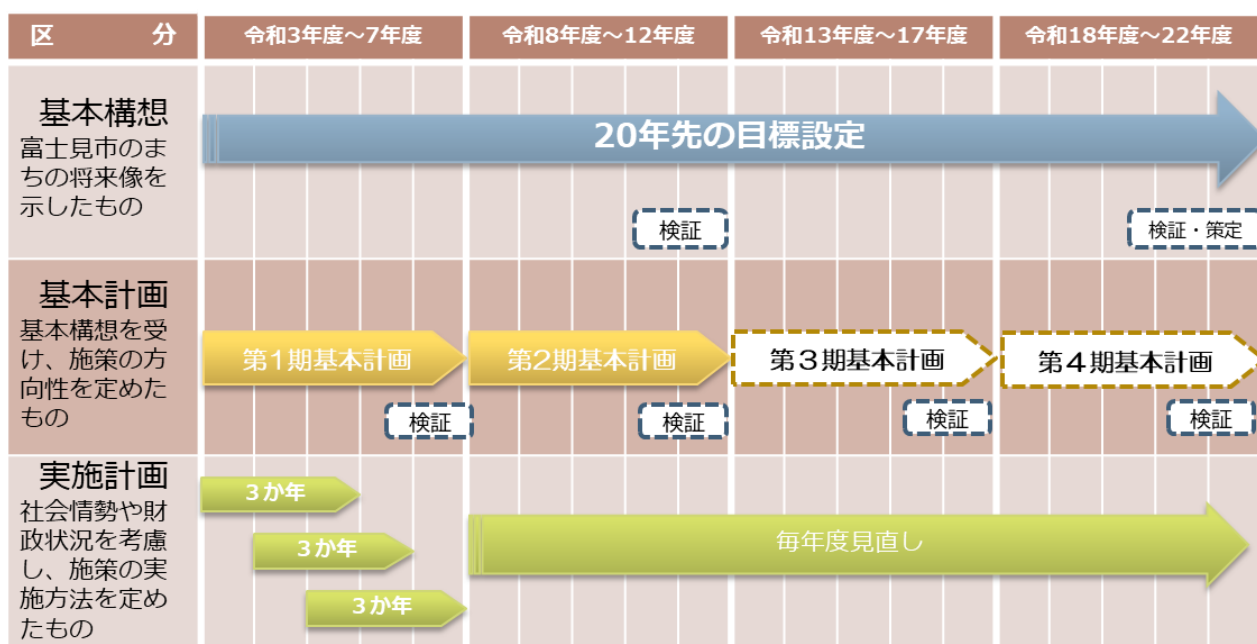 区　　分
令和3年度～7年度
令和8年度～12年度
令和13年度～17年度
令和18年度～22年度
基本構想
富士見市のま
ちの将来像を
示したもの
20年先の目標設定
検証
検証・策定
基本計画
基本構想を受
け、施策の方
向性を定めた
もの
第1期基本計画
第2期基本計画
第３期基本計画
第４期基本計画
検証
検証
検証
検証
実施計画
社会情勢や財
政状況を考慮
し、施策の実
施方法を定め
たもの
３か年
３か年
３か年
毎年度見直し